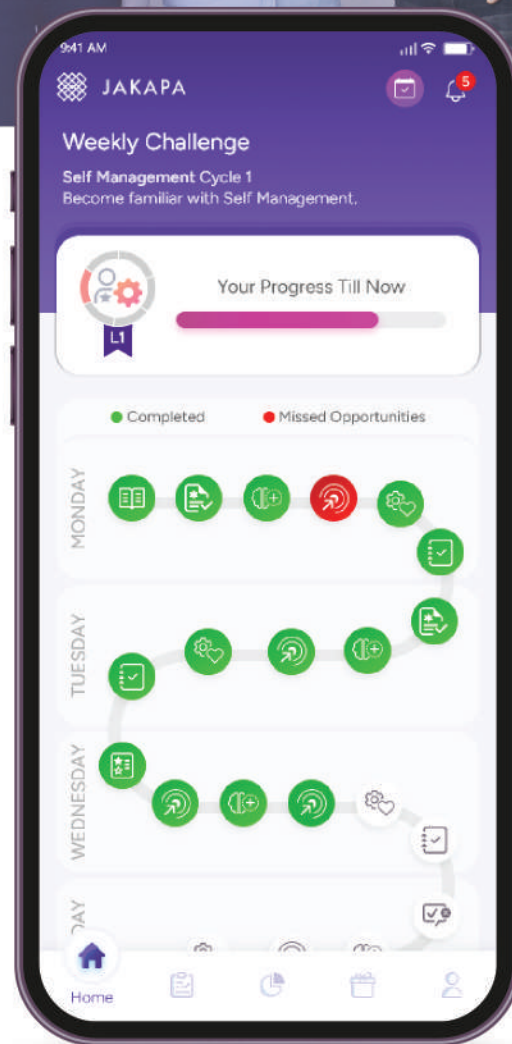 9:41 AM
JAKAPA
5
Weekly Challenge
Self Management Cycle 1
Become familiar with Self Management.
Your Progress Till Now
L1
Completed
Missed Opportunities
MONDAY
TUESDAY
WEDNESDAY
DAY
Home